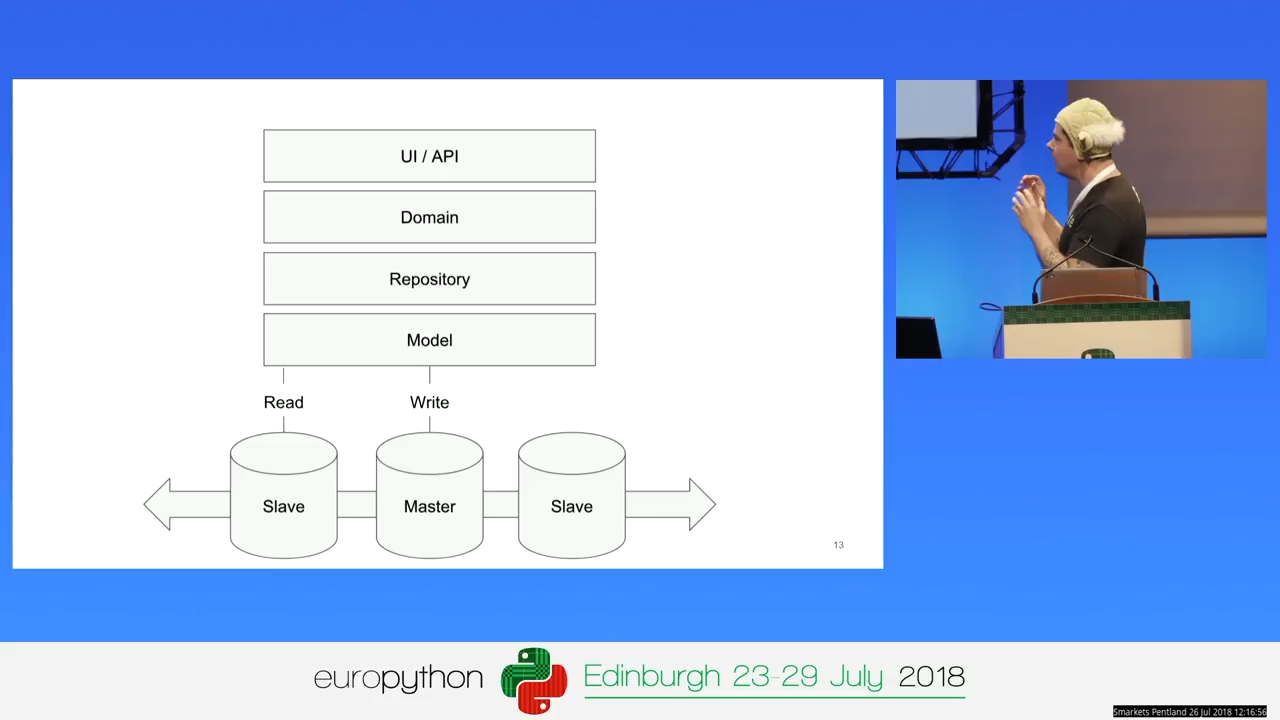 UI / API
Domain
Repository
Model
Read Write
Slave Master Slave
13
europython Edinburgh 23-29 July 2018
Smarkets Pentland 26 Jul 2018 12:16:56